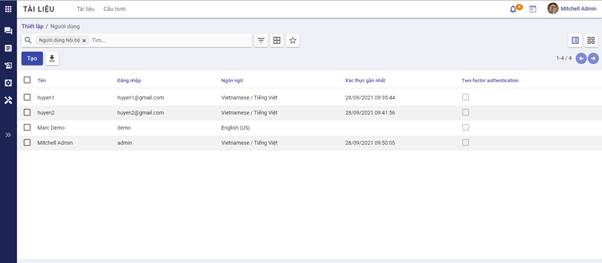 TÀI LIỆU Tài liệu Cấu hình Mitchell Admin
Thiết lập / Người dùng
Người dùng Nội bộ × Tìm...
Tạo 1-4 / 4
Tên Đăng nhập Ngôn ngữ Xác thực gần nhất Two-factor authentication
huyen1 huyen1@gmail.com Vietnamese / Tiếng Việt 28/09/2021 09:35:44
huyen2 huyen2@gmail.com Vietnamese / Tiếng Việt 28/09/2021 09:41:56
Marc Demo demo English (US)
Mitchell Admin admin Vietnamese / Tiếng Việt 28/09/2021 09:50:05